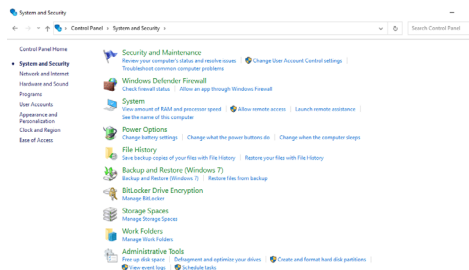 System and Security
Control Panel > System and Security >
Search Control Panel
Control Panel Home
System and Security
Network and Internet
Hardware and Sound
Programs
User Accounts
Appearance and
Personalization
Clock and Region
Ease of Access
Security and Maintenance
Review your computer's status and resolve issues | Change User Account Control settings |
Troubleshoot common computer problems
Windows Defender Firewall
Check firewall status | Allow an app through Windows Firewall
System
View amount of RAM and processor speed | Allow remote access | Launch remote assistance |
See the name of this computer
Power Options
Change battery settings | Change what the power buttons do | Change when the computer sleeps
File History
Save backup copies of your files with File History | Restore your files with File History
Backup and Restore (Windows 7)
Backup and Restore (Windows 7) | Restore files from backup
BitLocker Drive Encryption
Manage BitLocker
Storage Spaces
Manage Storage Spaces
Work Folders
Manage Work Folders
Administrative Tools
Free up disk space | Defragment and optimize your drives | Create and format hard disk partitions |
View event logs | Schedule tasks